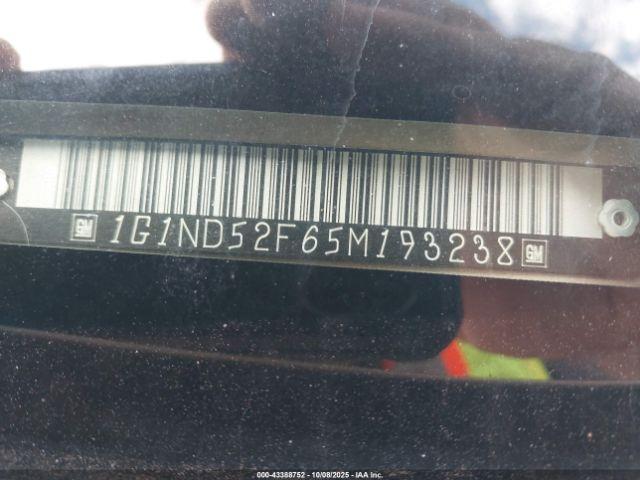 GM 1G1ND52F65M193238 GM
000-43388752 | 10/08/2025 | IAA Inc.